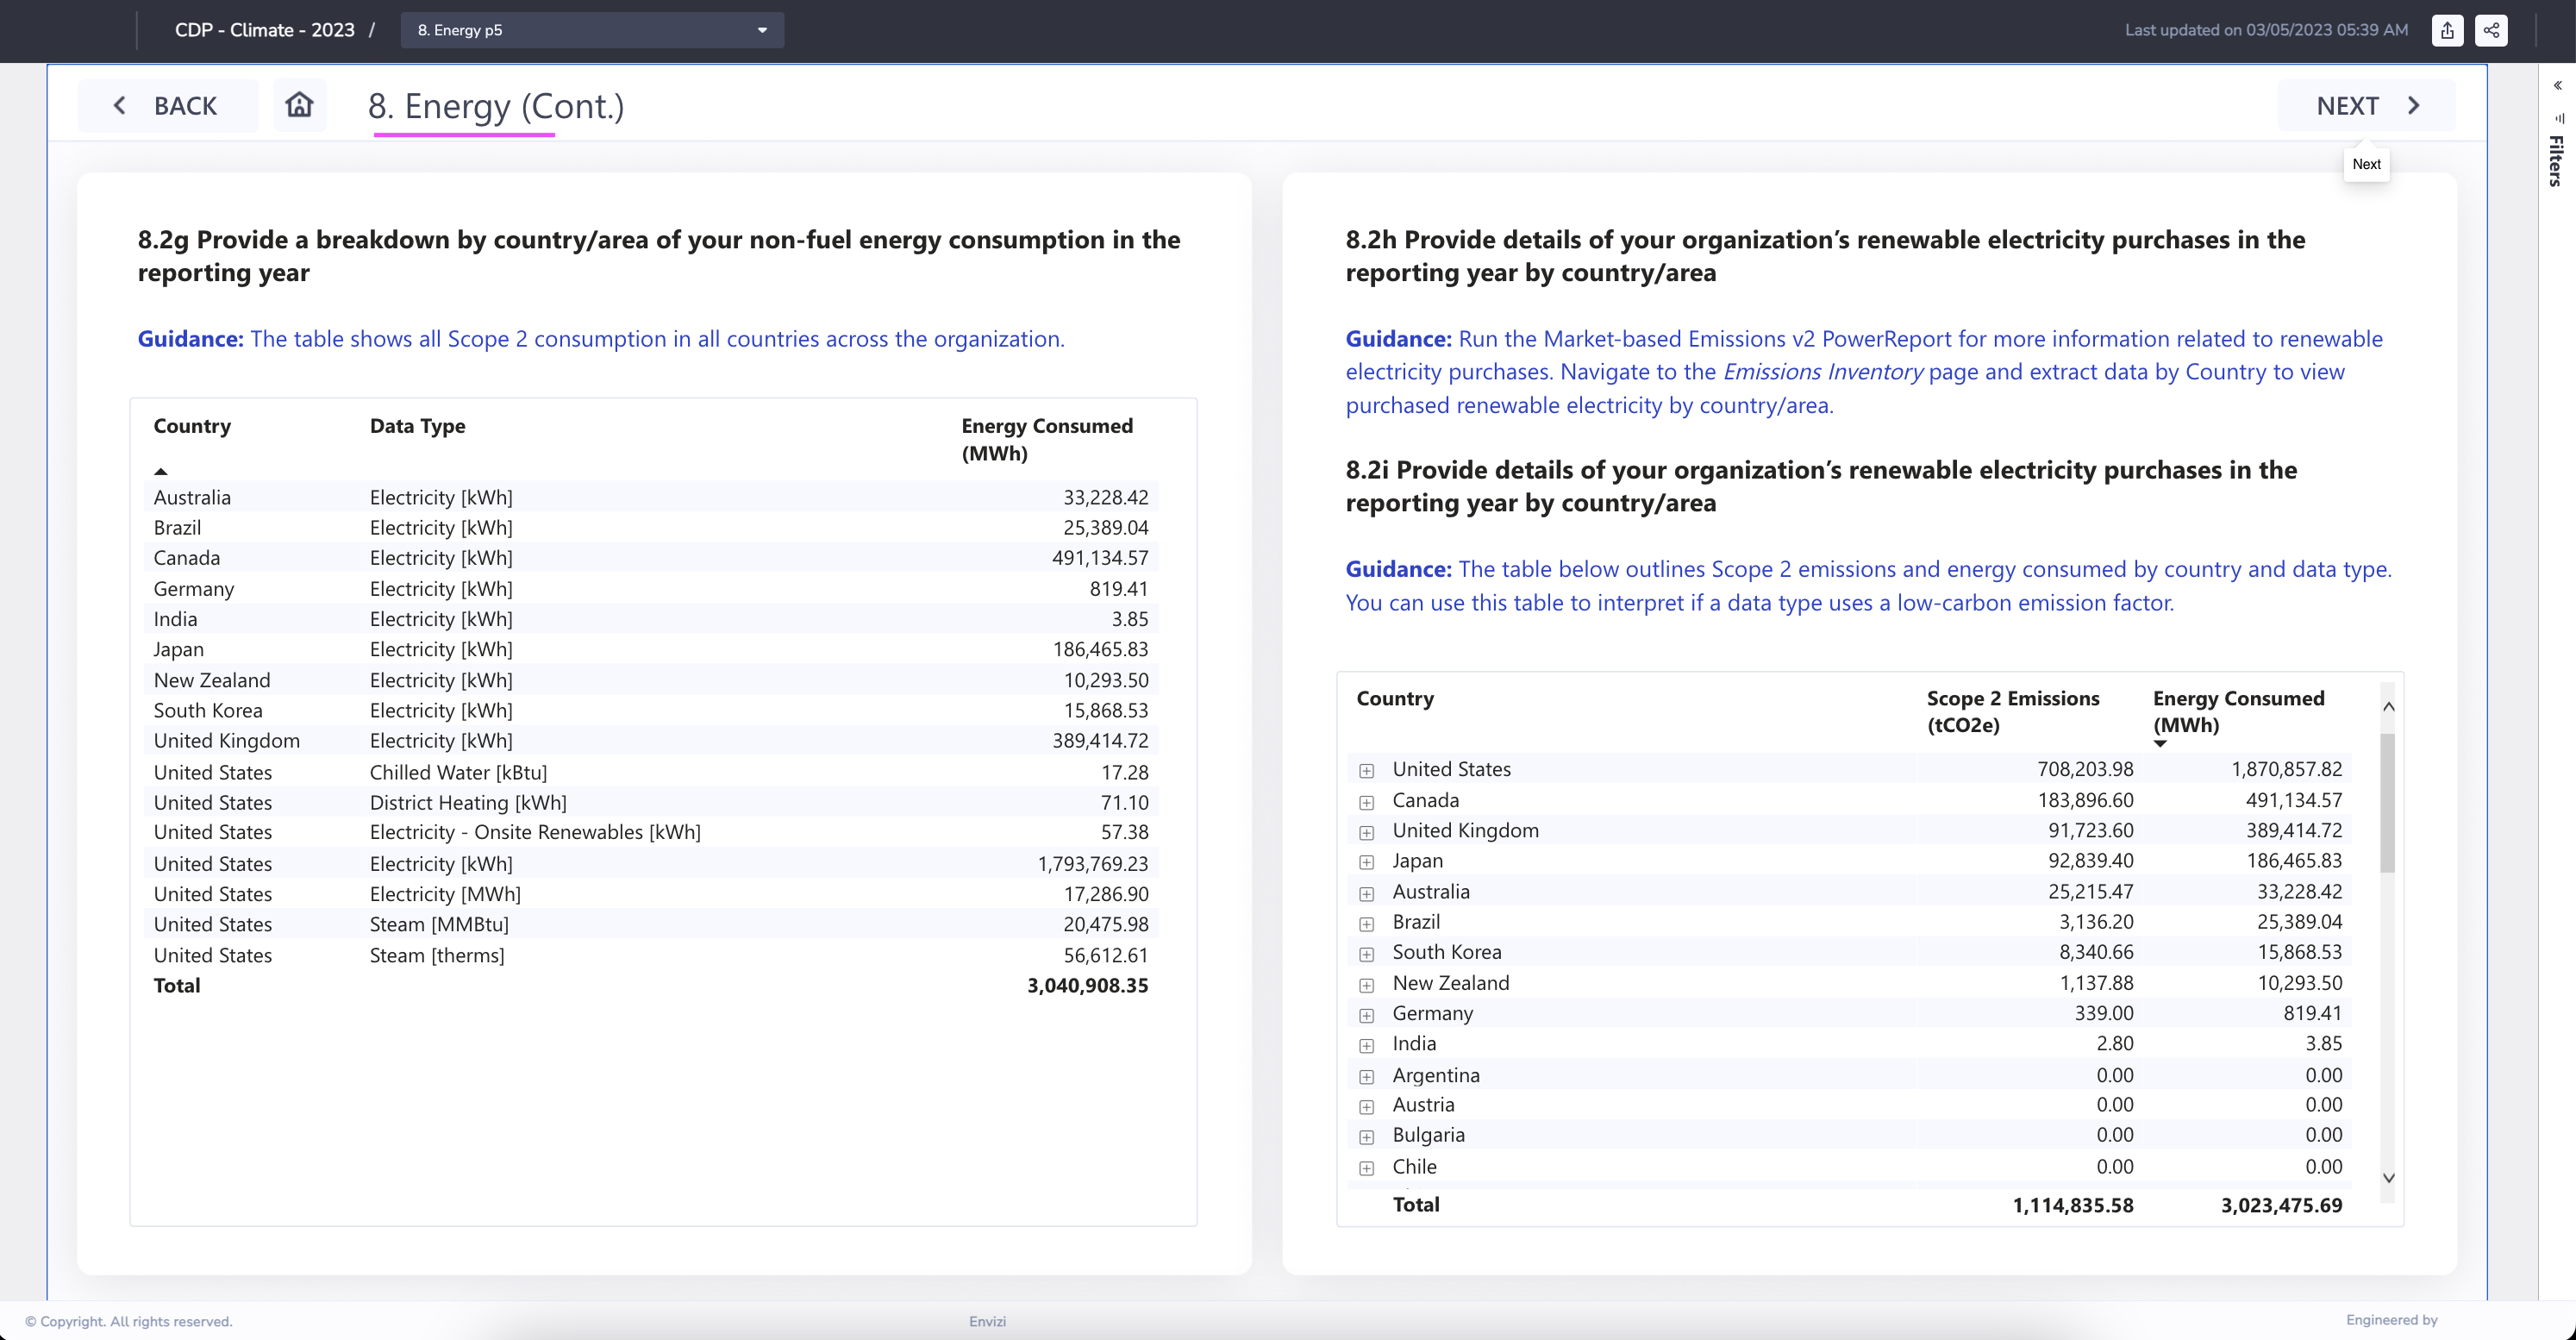 CDP - Climate - 2023 / 8. Energy p5 Last updated on 03/05/2023 05:39 AM
BACK 8. Energy (Cont.) NEXT
Next
Filters
8.2g Provide a breakdown by country/area of your non-fuel energy consumption in the
reporting year
Guidance: The table shows all Scope 2 consumption in all countries across the organization.
Country Data Type Energy Consumed
(MWh)
Australia Electricity [kWh] 33,228.42
Brazil Electricity [kWh] 25,389.04
Canada Electricity [kWh] 491,134.57
Germany Electricity [kWh] 819.41
India Electricity [kWh] 3.85
Japan Electricity [kWh] 186,465.83
New Zealand Electricity [kWh] 10,293.50
South Korea Electricity [kWh] 15,868.53
United Kingdom Electricity [kWh] 389,414.72
United States Chilled Water [kBtu] 17.28
United States District Heating [kWh] 71.10
United States Electricity - Onsite Renewables [kWh] 57.38
United States Electricity [kWh] 1,793,769.23
United States Electricity [MWh] 17,286.90
United States Steam [MMBtu] 20,475.98
United States Steam [therms] 56,612.61
Total 3,040,908.35
8.2h Provide details of your organization’s renewable electricity purchases in the
reporting year by country/area
Guidance: Run the Market-based Emissions v2 PowerReport for more information related to renewable
electricity purchases. Navigate to the Emissions Inventory page and extract data by Country to view
purchased renewable electricity by country/area.
8.2i Provide details of your organization’s renewable electricity purchases in the
reporting year by country/area
Guidance: The table below outlines Scope 2 emissions and energy consumed by country and data type.
You can use this table to interpret if a data type uses a low-carbon emission factor.
Country Scope 2 Emissions Energy Consumed
(tCO2e) (MWh)
United States 708,203.98 1,870,857.82
Canada 183,896.60 491,134.57
United Kingdom 91,723.60 389,414.72
Japan 92,839.40 186,465.83
Australia 25,215.47 33,228.42
Brazil 3,136.20 25,389.04
South Korea 8,340.66 15,868.53
New Zealand 1,137.88 10,293.50
Germany 339.00 819.41
India 2.80 3.85
Argentina 0.00 0.00
Austria 0.00 0.00
Bulgaria 0.00 0.00
Chile 0.00 0.00
Total 1,114,835.58 3,023,475.69
© Copyright. All rights reserved. Envizi Engineered by